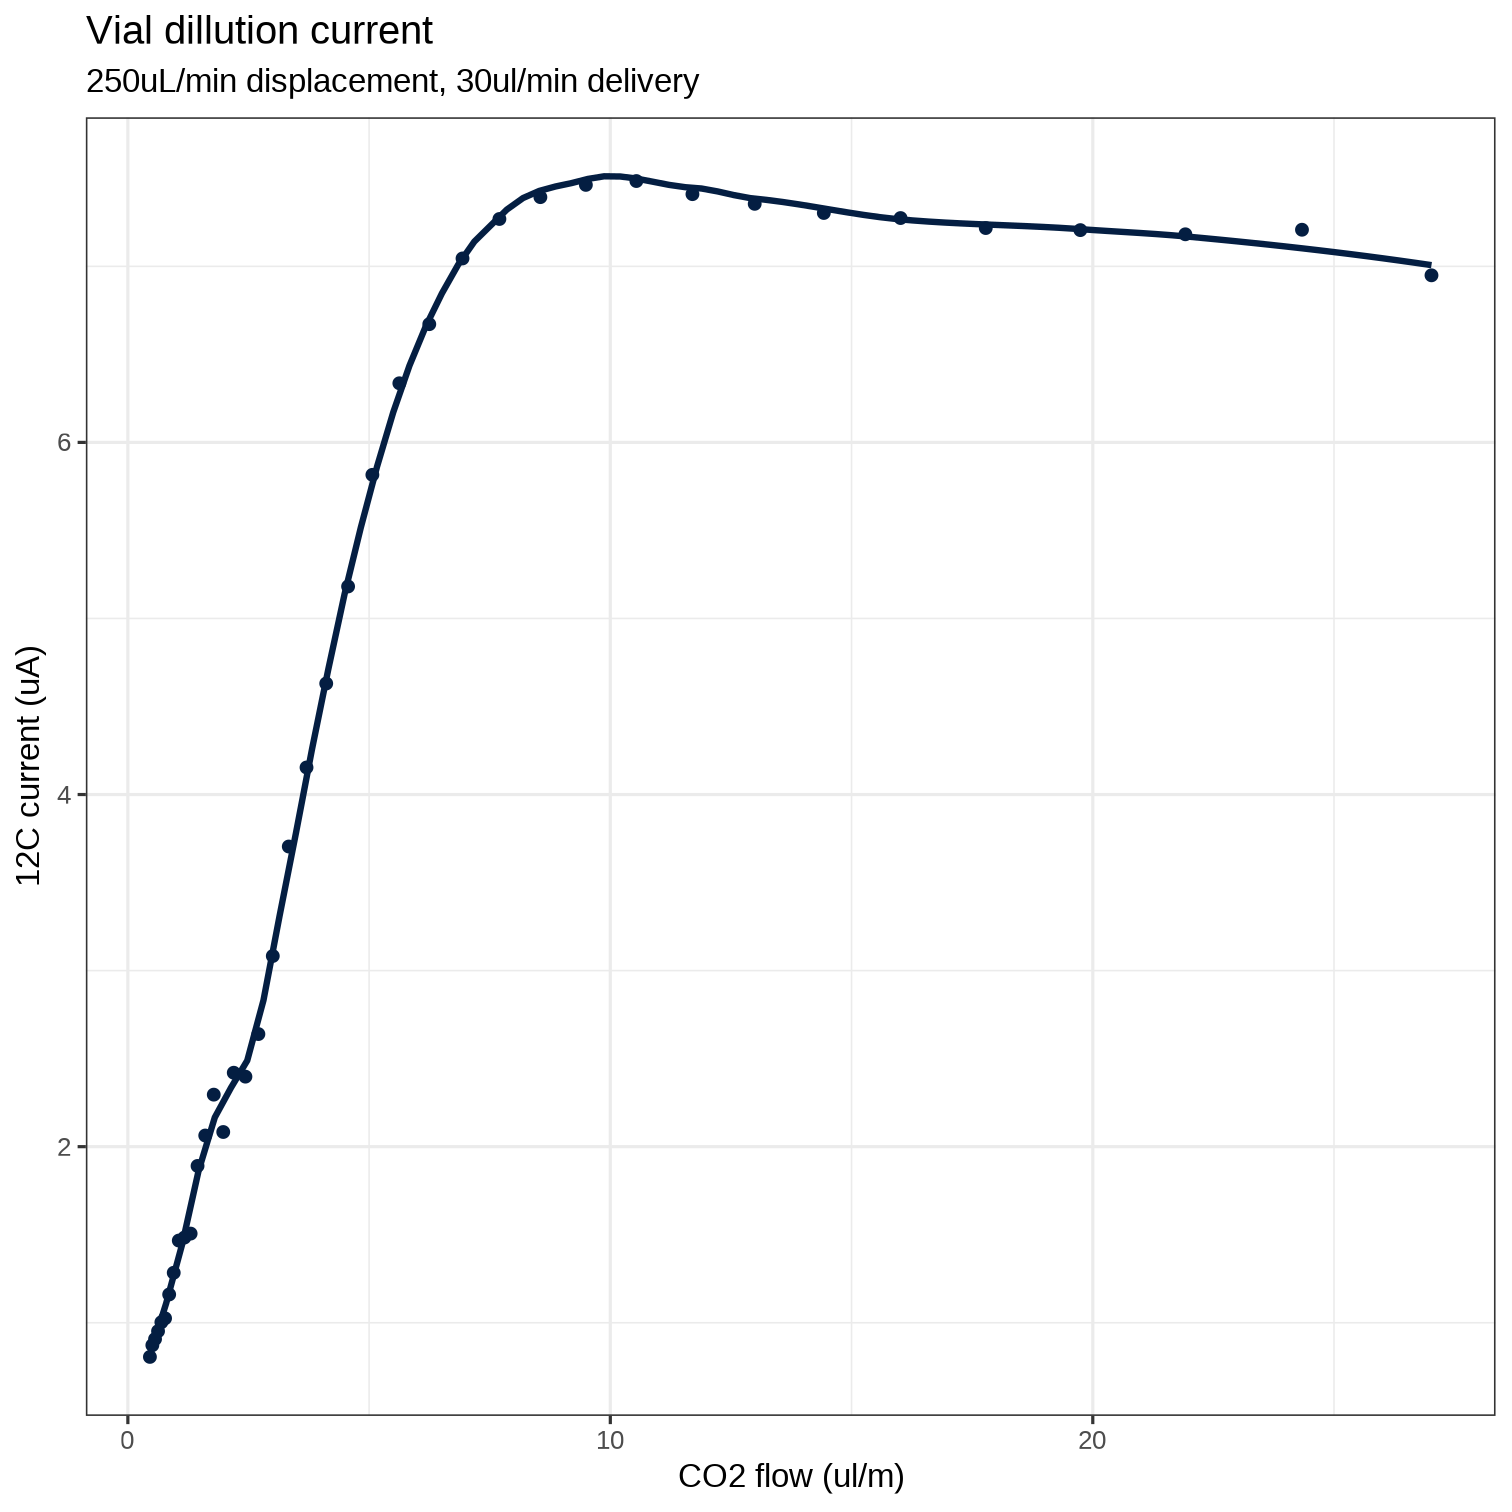 Vial dillution current
250uL/min displacement, 30ul/min delivery
12C current (uA)
6
4
2
0
10
20
CO2 flow (ul/m)